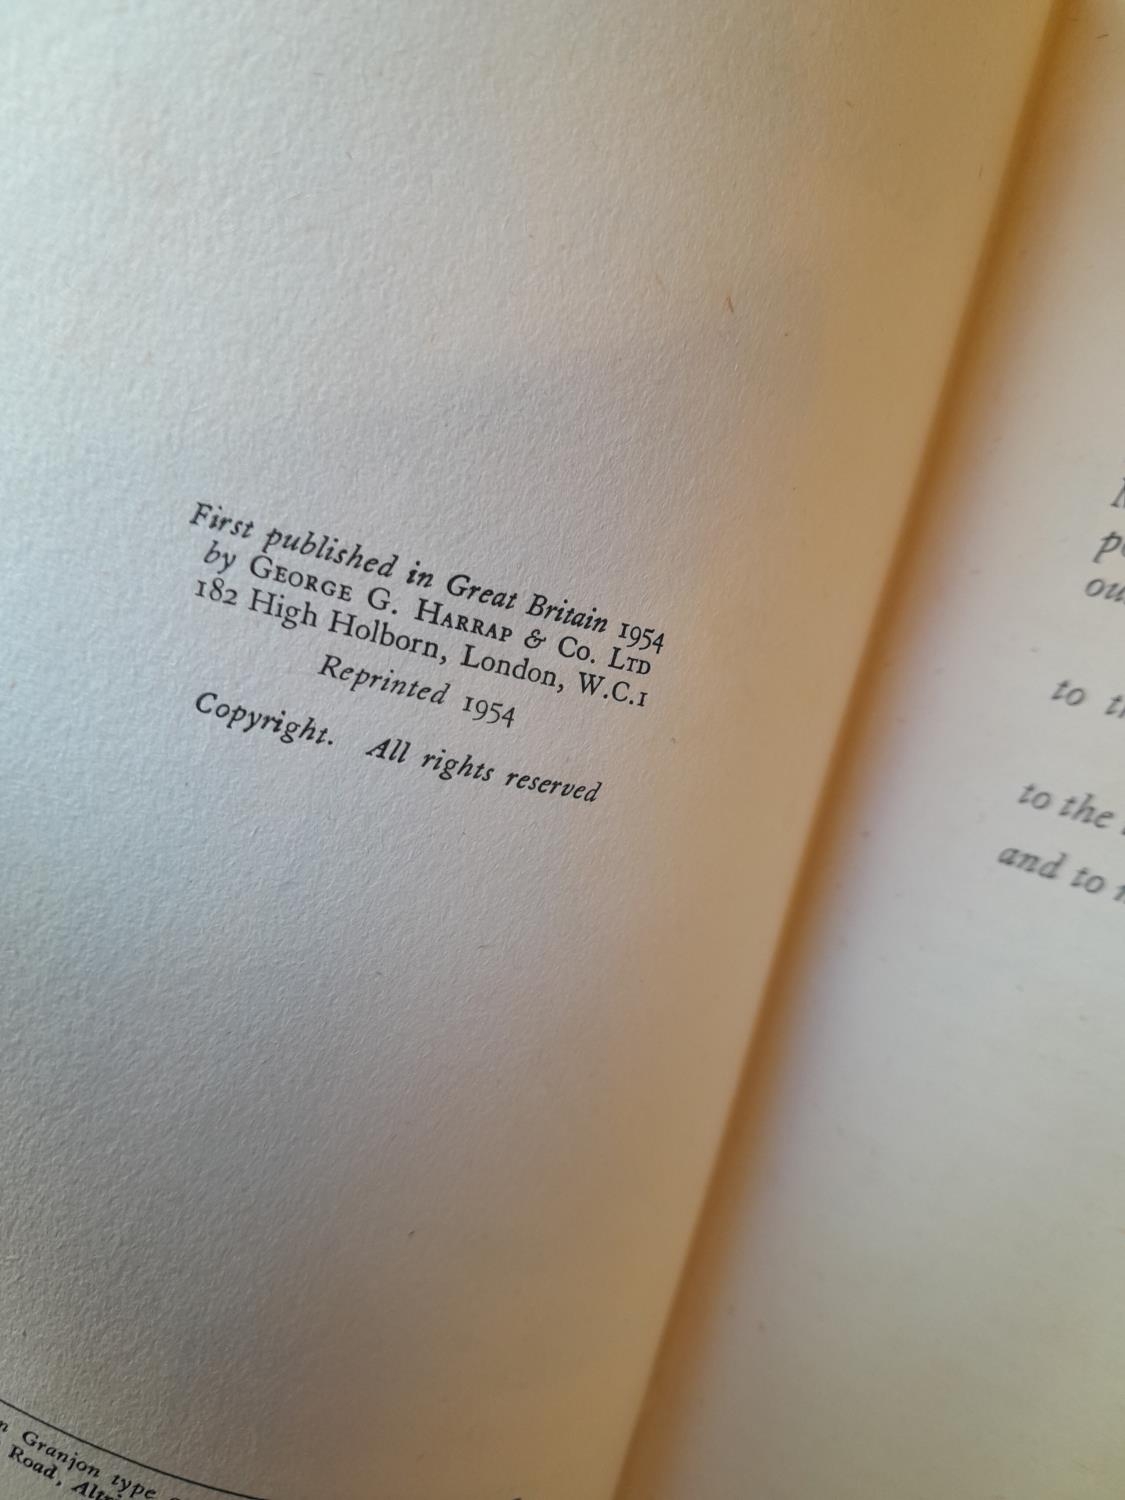 First published in Great Britain 1954
by GEORGE G. HARRAP & Co. LTD
182 High Holborn, London, W.C.1
Reprinted 1954
Copyright. All rights reserved
Granjon type
Road,
to
to the
and to